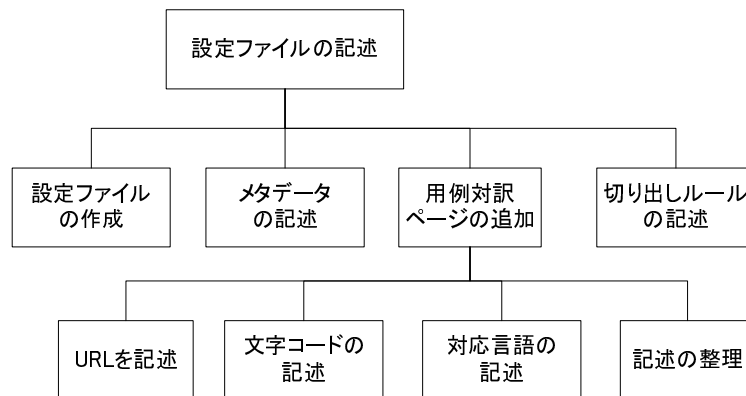 設定ファイルの記述
設定ファイル
の作成
メタデータ
の記述
用例対訳
ページの追加
切り出しルール
の記述
URLを記述
文字コードの
記述
対応言語の
記述
記述の整理